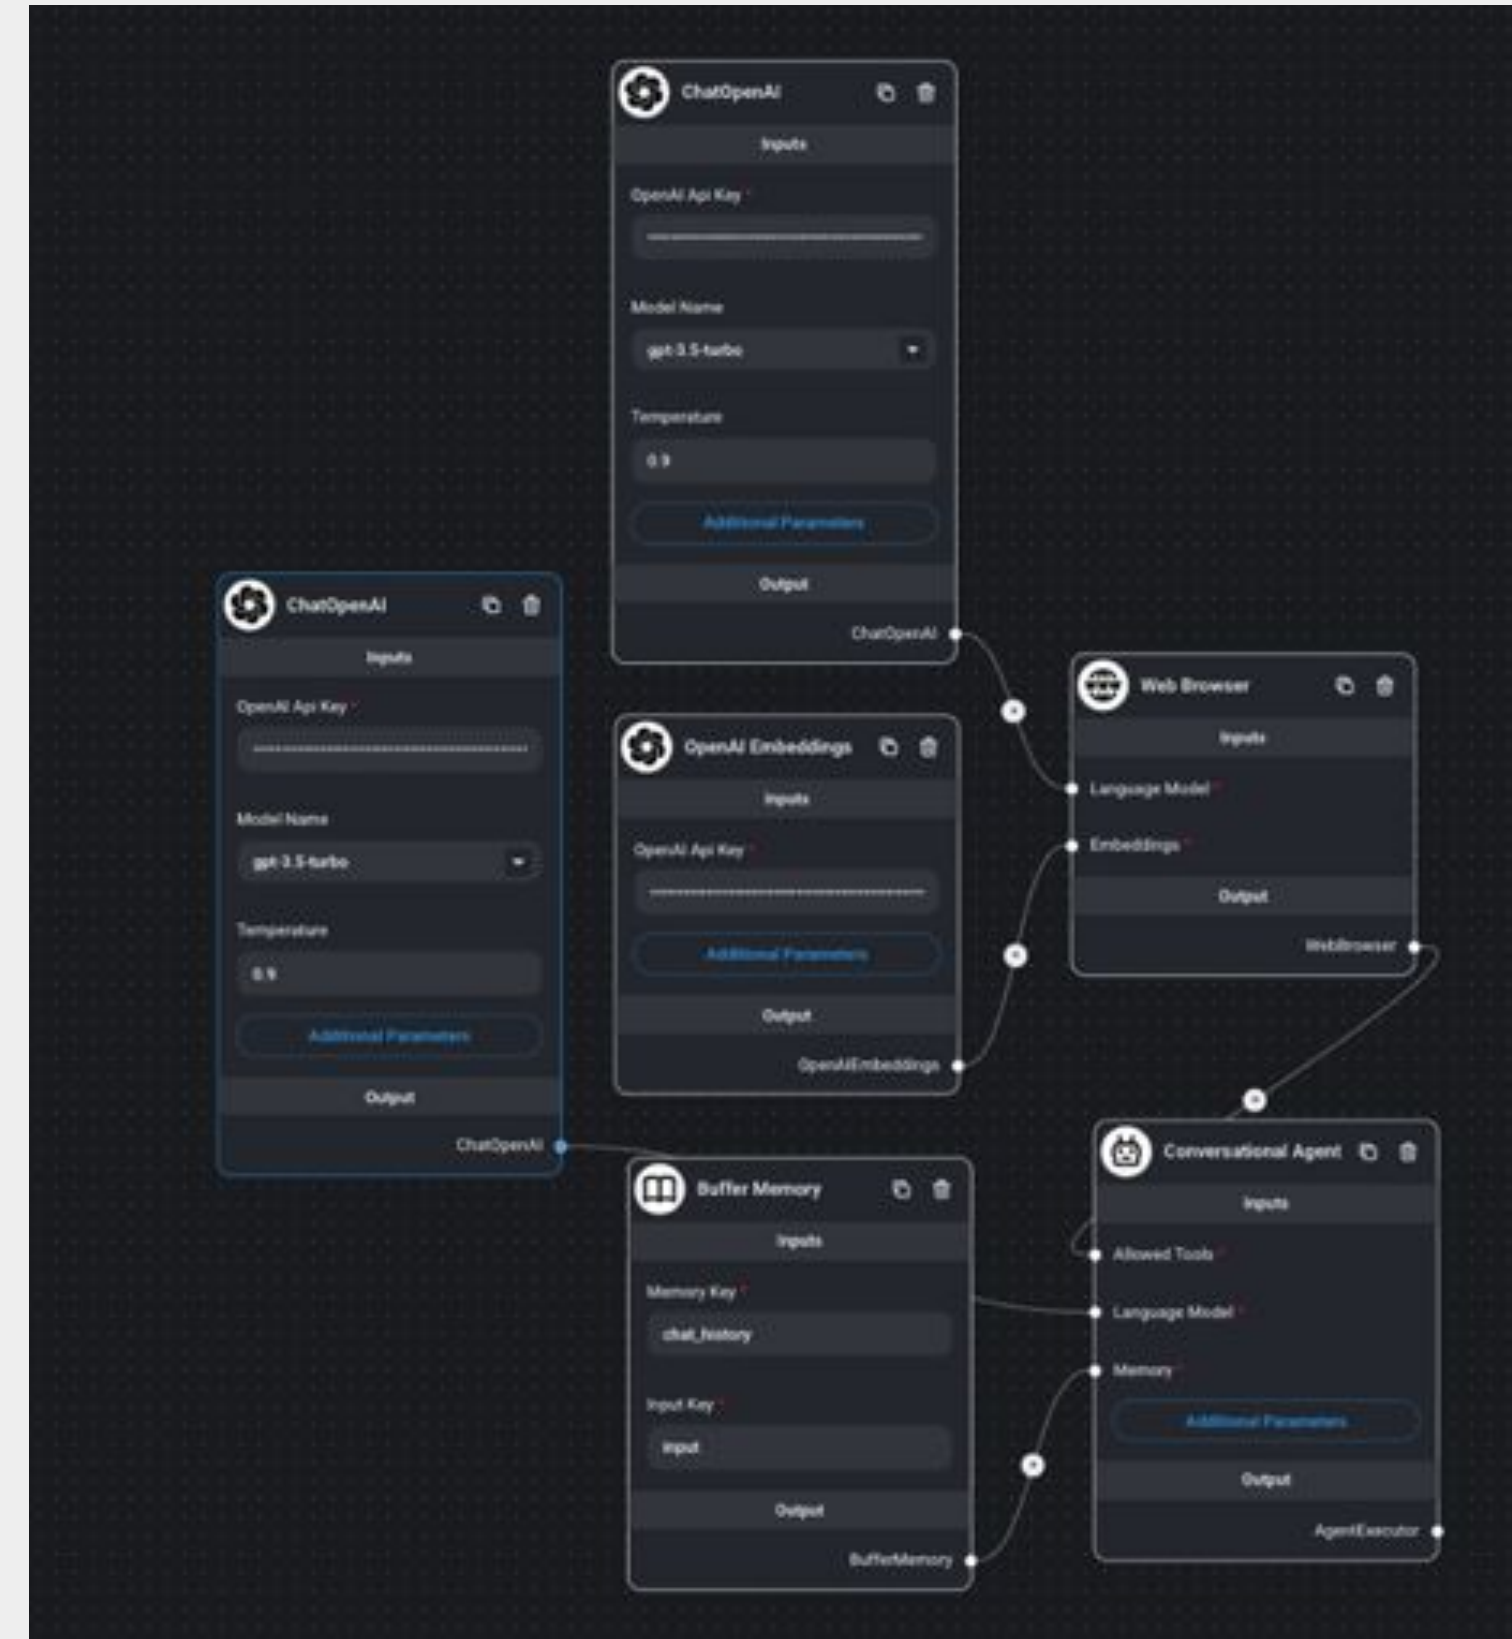 ChatOpenAI
Inputs
OpenAI Api Key *
Model Name
gpt-3.5-turbo
Temperature
0.9
Additional Parameters
Output
ChatOpenAI
ChatOpenAI
Inputs
OpenAI Api Key *
Model Name
gpt-3.5-turbo
Temperature
0.9
Additional Parameters
Output
ChatOpenAI
OpenAI Embeddings
Inputs
OpenAI Api Key *
Additional Parameters
Output
OpenAIEmbeddings
Web Browser
Inputs
Language Model *
Embeddings *
Output
WebBrowser
Buffer Memory
Inputs
Memory Key *
chat_history
Input Key *
input
Output
BufferMemory
Conversational Agent
Inputs
Allowed Tools *
Language Model *
Memory *
Additional Parameters
Output
AgentExecutor